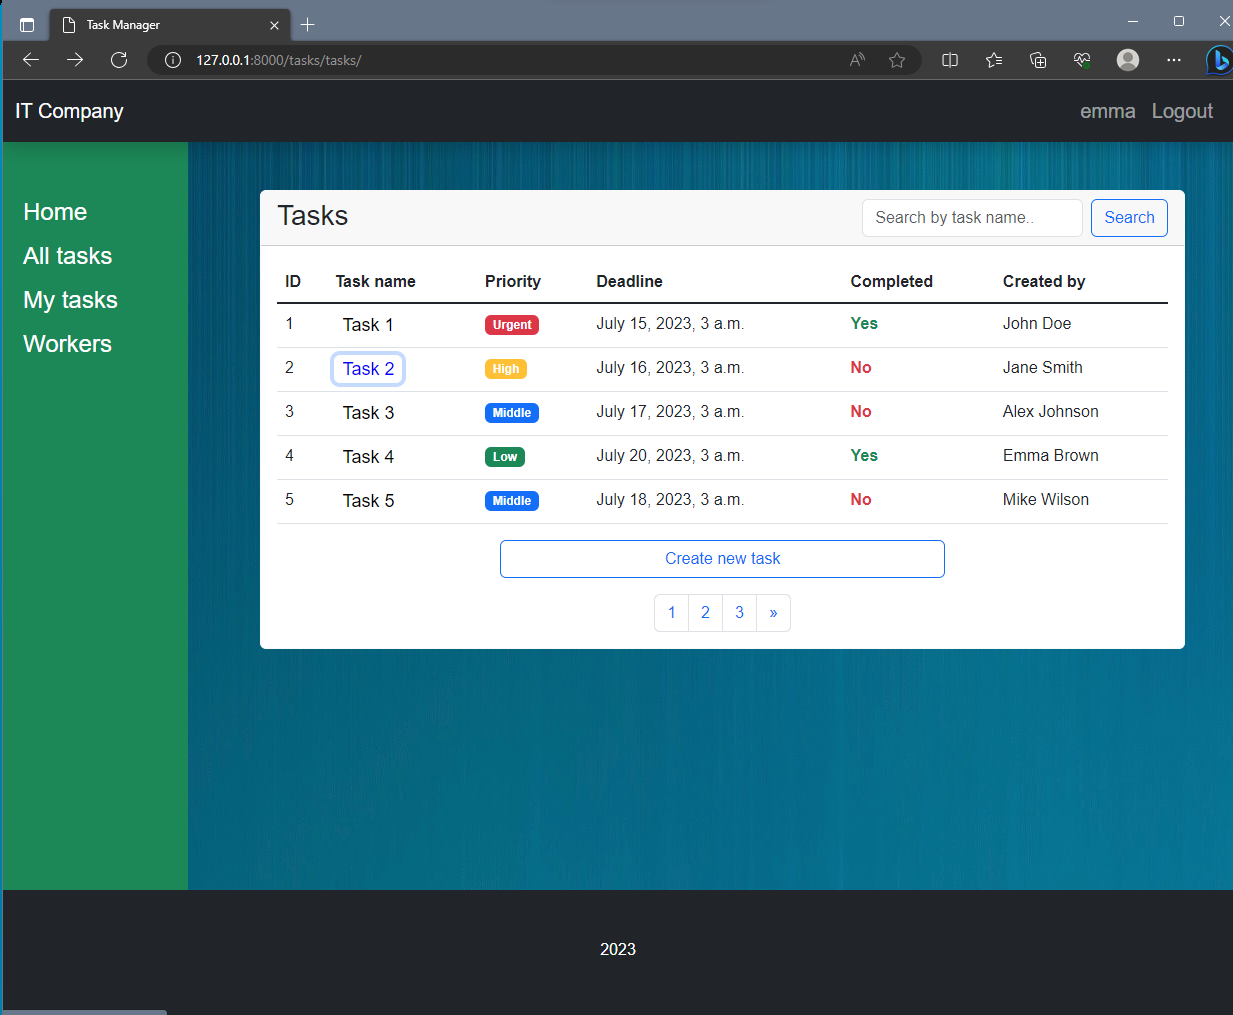 Task Manager
127.0.0.1:8000/tasks/tasks/
IT Company
emma Logout
Home
All tasks
My tasks
Workers
Tasks
Search by task name..
Search
ID Task name Priority Deadline Completed Created by
1 Task 1 Urgent July 15, 2023, 3 a.m. Yes John Doe
2 Task 2 High July 16, 2023, 3 a.m. No Jane Smith
3 Task 3 Middle July 17, 2023, 3 a.m. No Alex Johnson
4 Task 4 Low July 20, 2023, 3 a.m. Yes Emma Brown
5 Task 5 Middle July 18, 2023, 3 a.m. No Mike Wilson
Create new task
1 2 3 »
2023